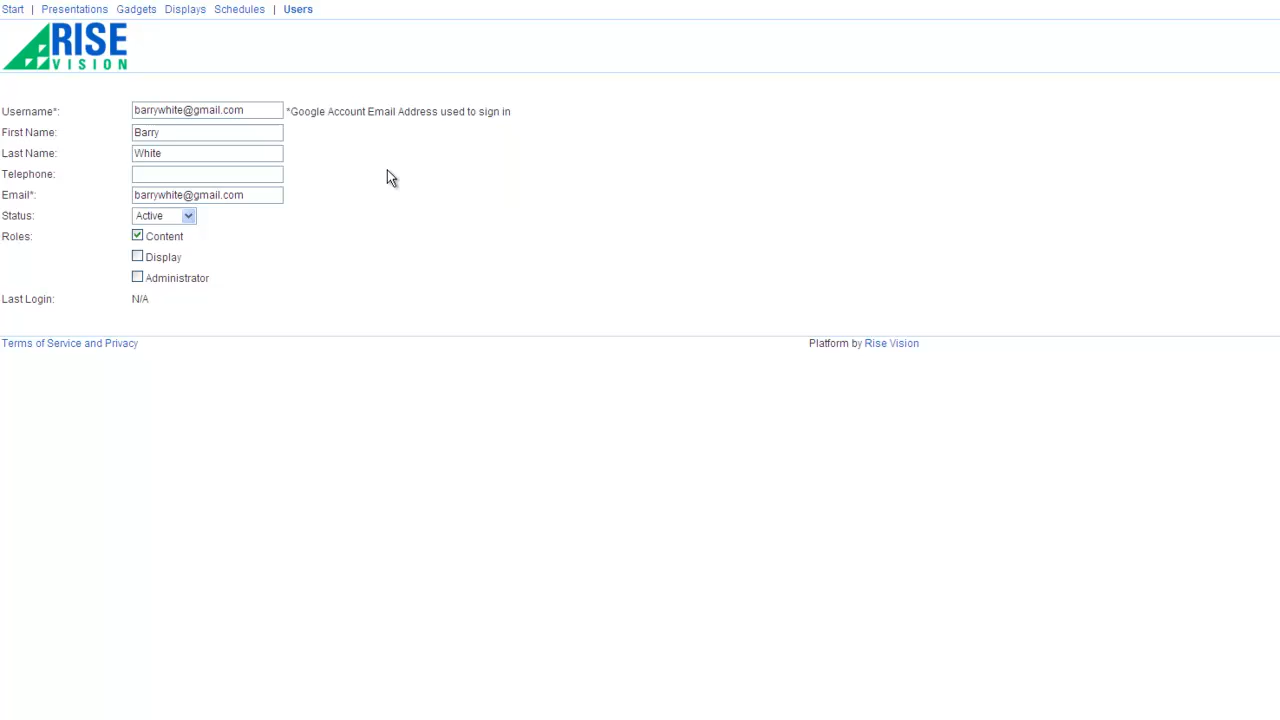 Start | Presentations Gadgets Displays Schedules | Users
RISE
VISION
Username*: barrywhite@gmail.com *Google Account Email Address used to sign in
First Name: Barry
Last Name: White
Telephone:
Email*: barrywhite@gmail.com
Status: Active
Roles: Content
Display
Administrator
Last Login: N/A
Terms of Service and Privacy Platform by Rise Vision